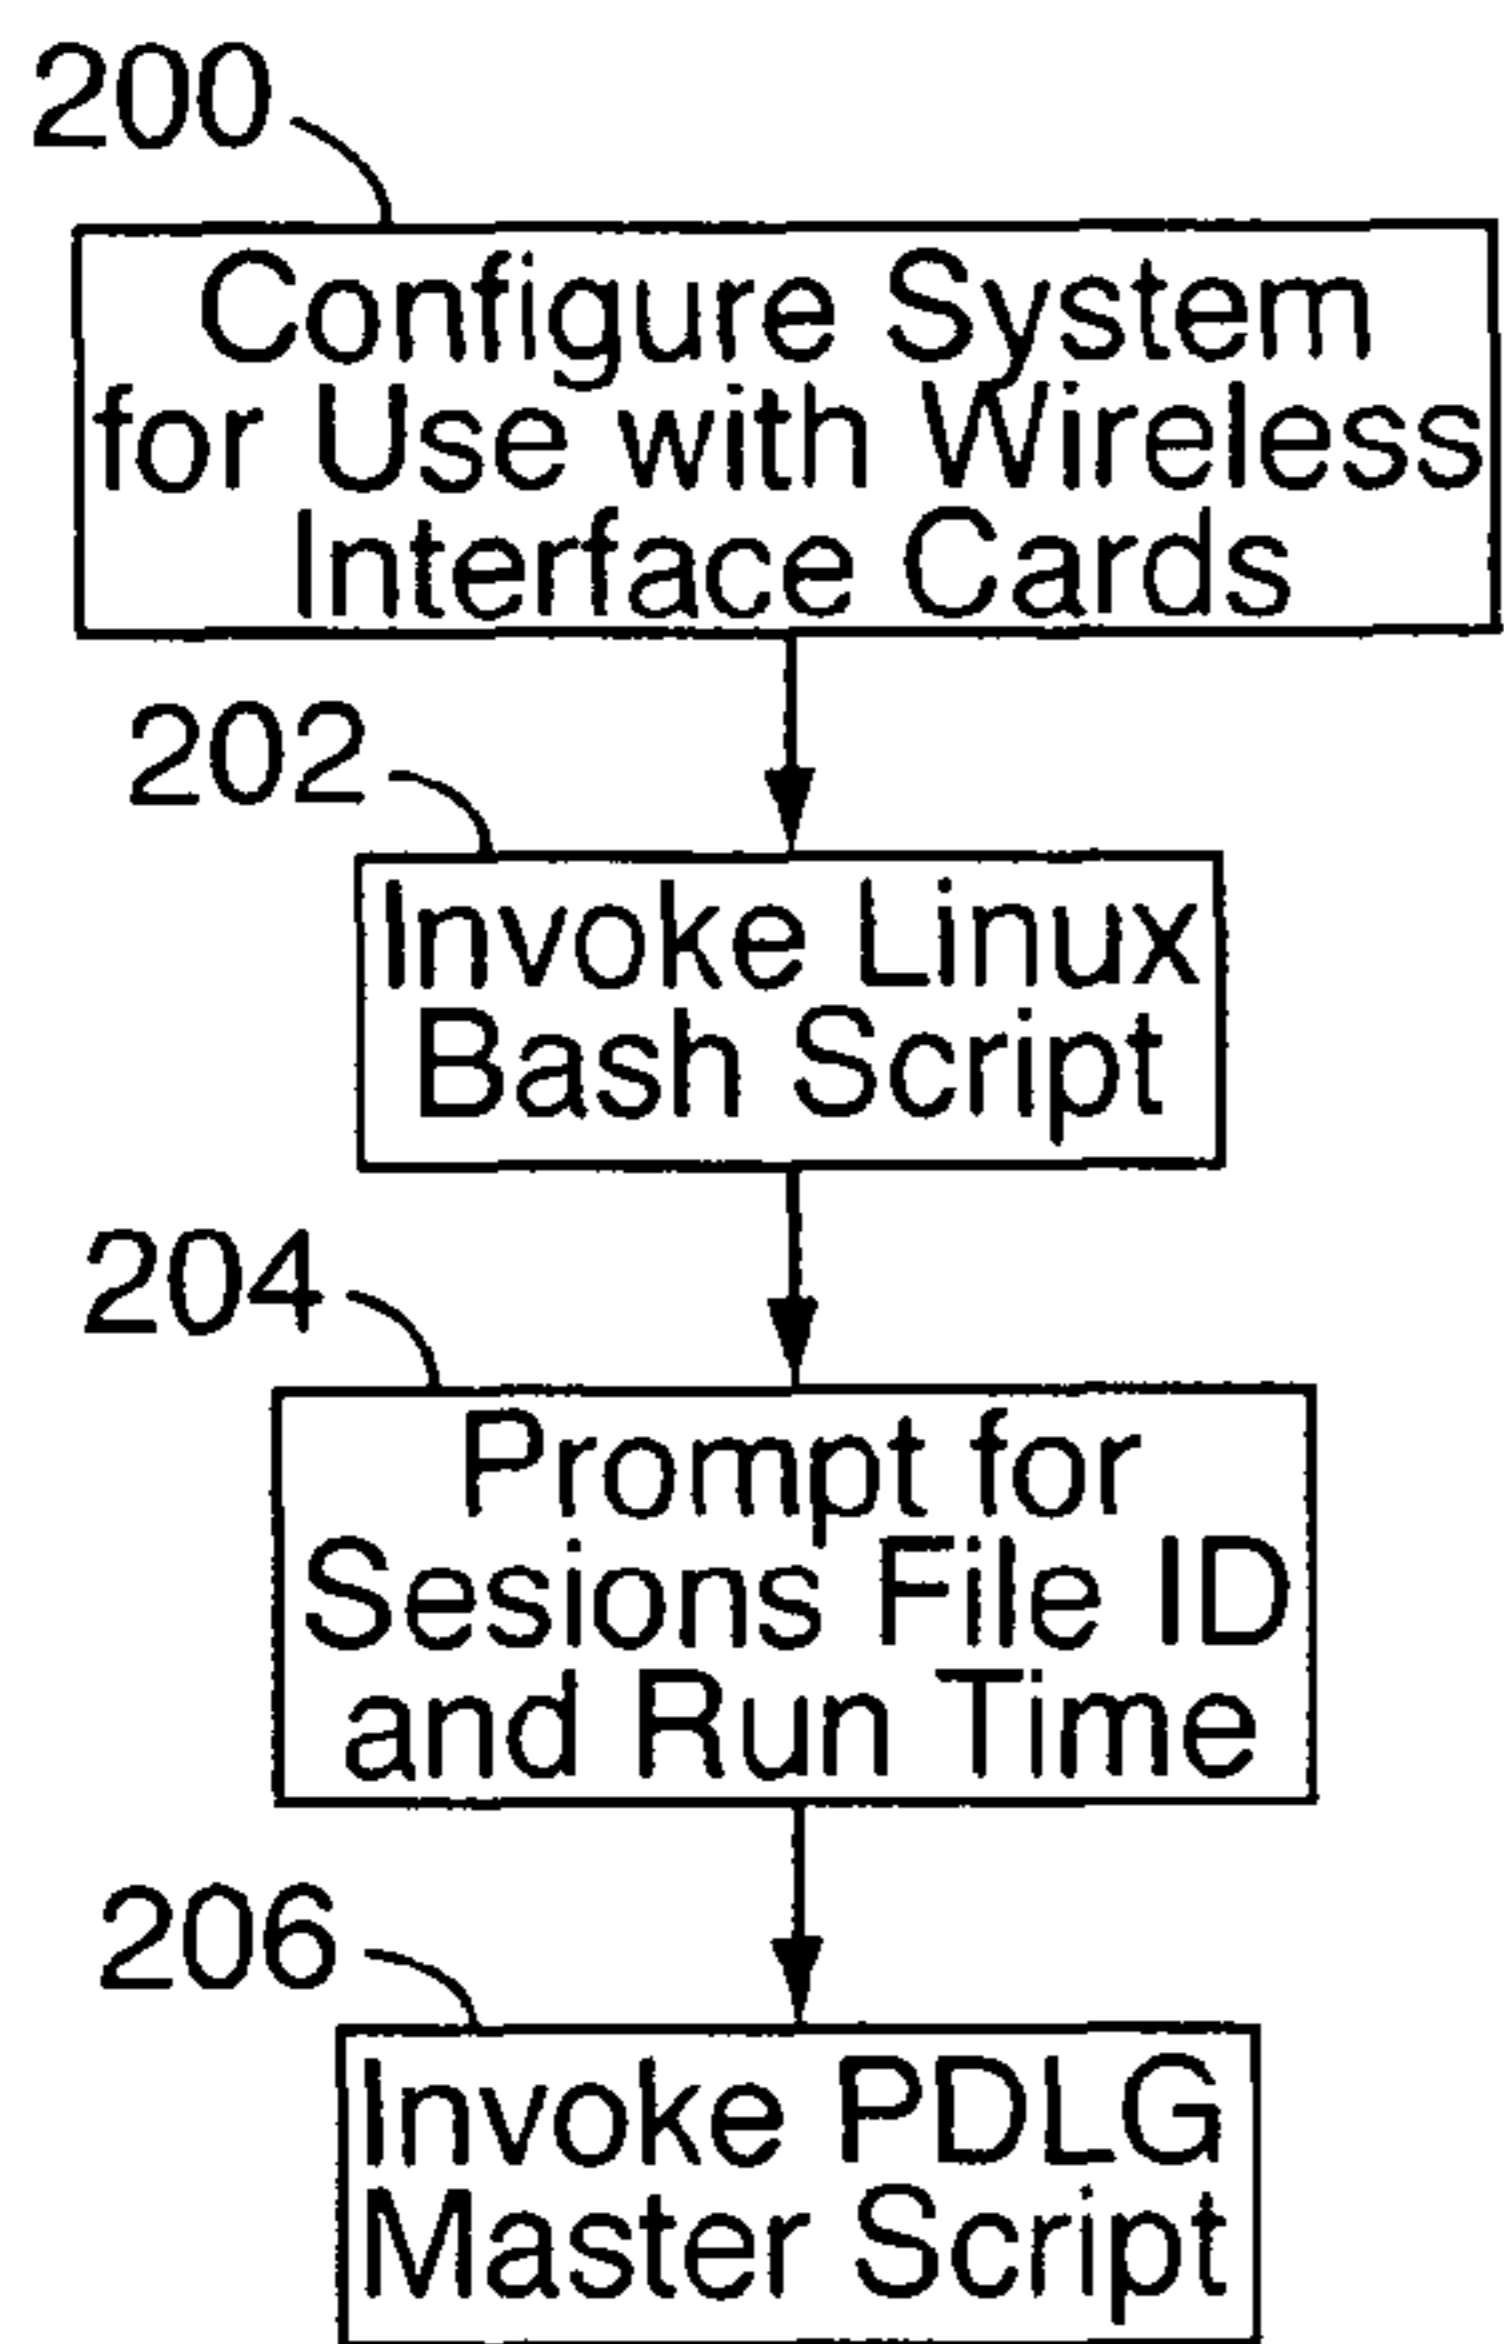 200
Configure System
for Use with Wireless
Interface Cards
202
Invoke Linux
Bash Script
204
Prompt for
Sesions File ID
and Run Time
206
Invoke PDLG
Master Script